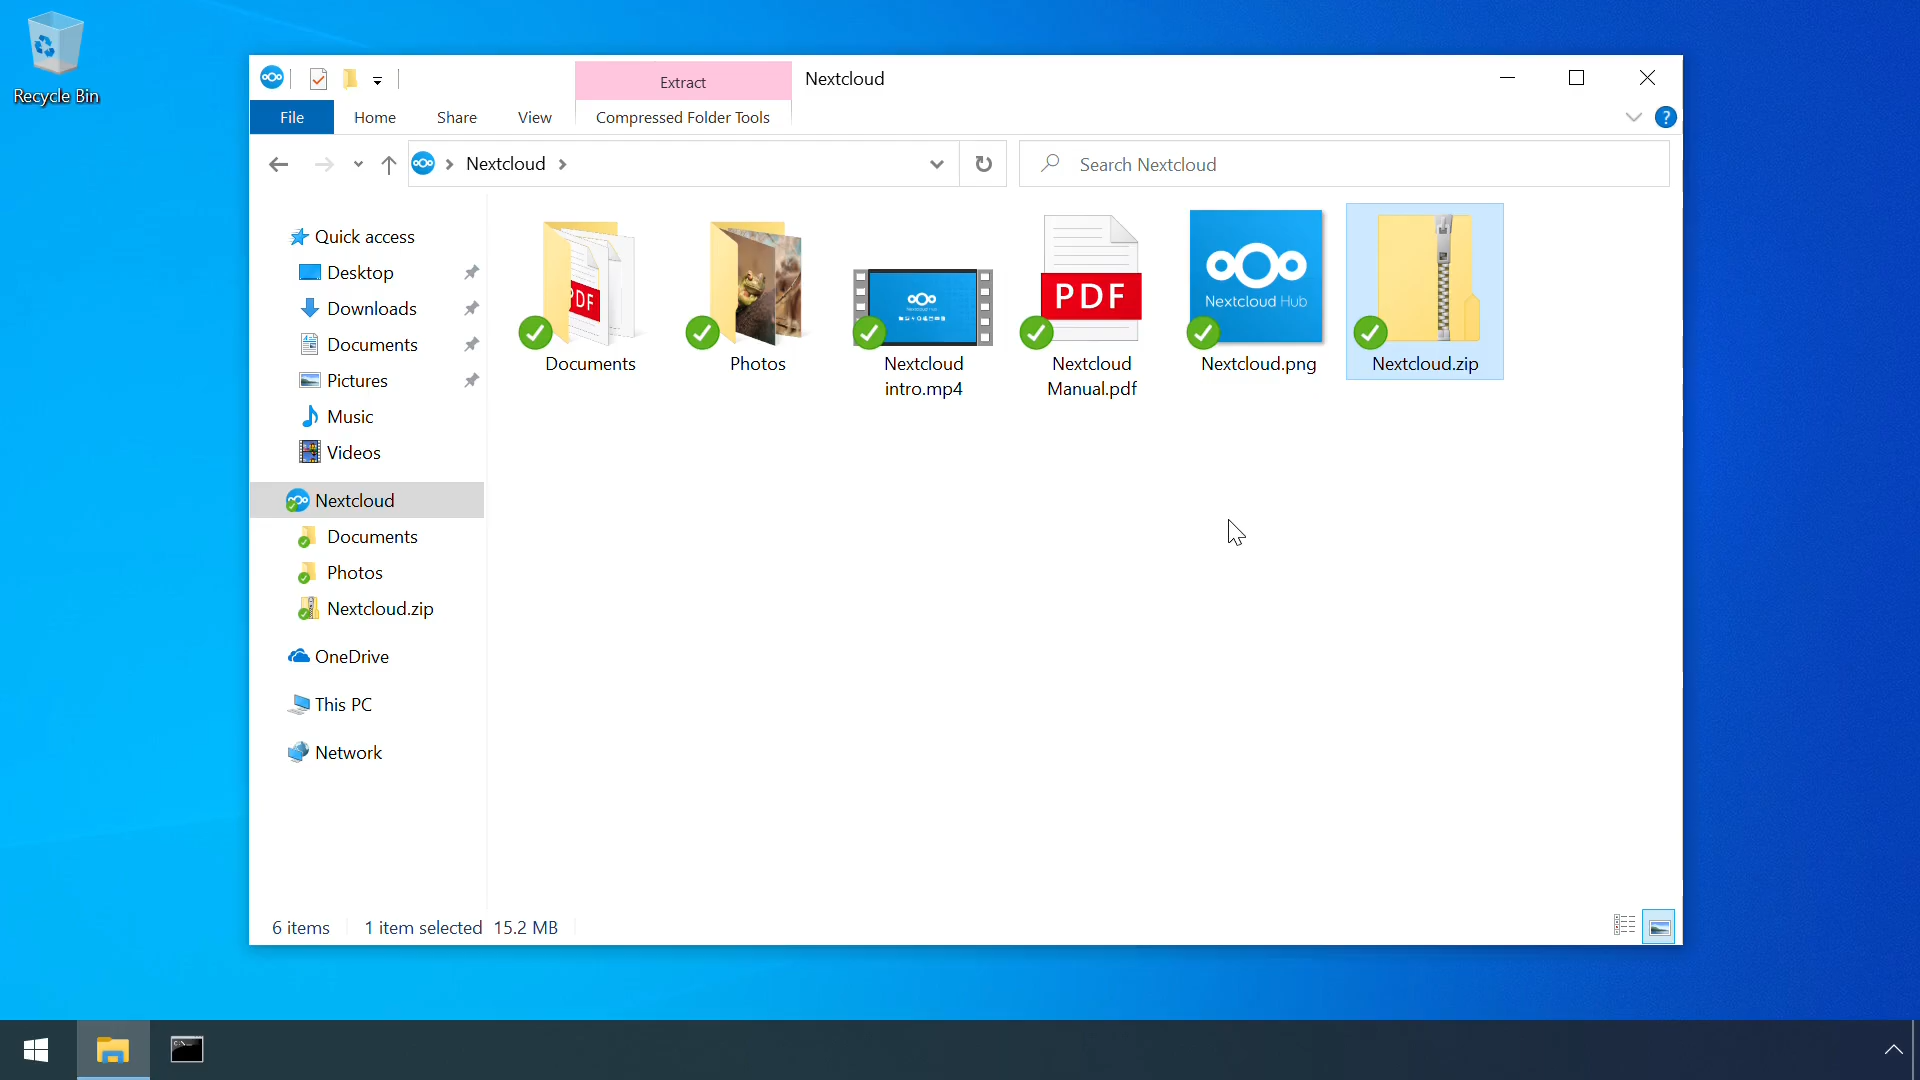 Recycle Bin
Extract
Nextcloud
File
Home
Share
View
Compressed Folder Tools
?
Nextcloud
Search Nextcloud
Quick access
Desktop
Downloads
Documents
Pictures
Music
Videos
Nextcloud
Documents
Photos
Nextcloud.zip
OneDrive
This PC
Network
PDF
Documents
Photos
Nextcloud
intro.mp4
PDF
Nextcloud
Manual.pdf
Nextcloud Hub
Nextcloud.png
Nextcloud.zip
6 items
1 item selected 15.2 MB